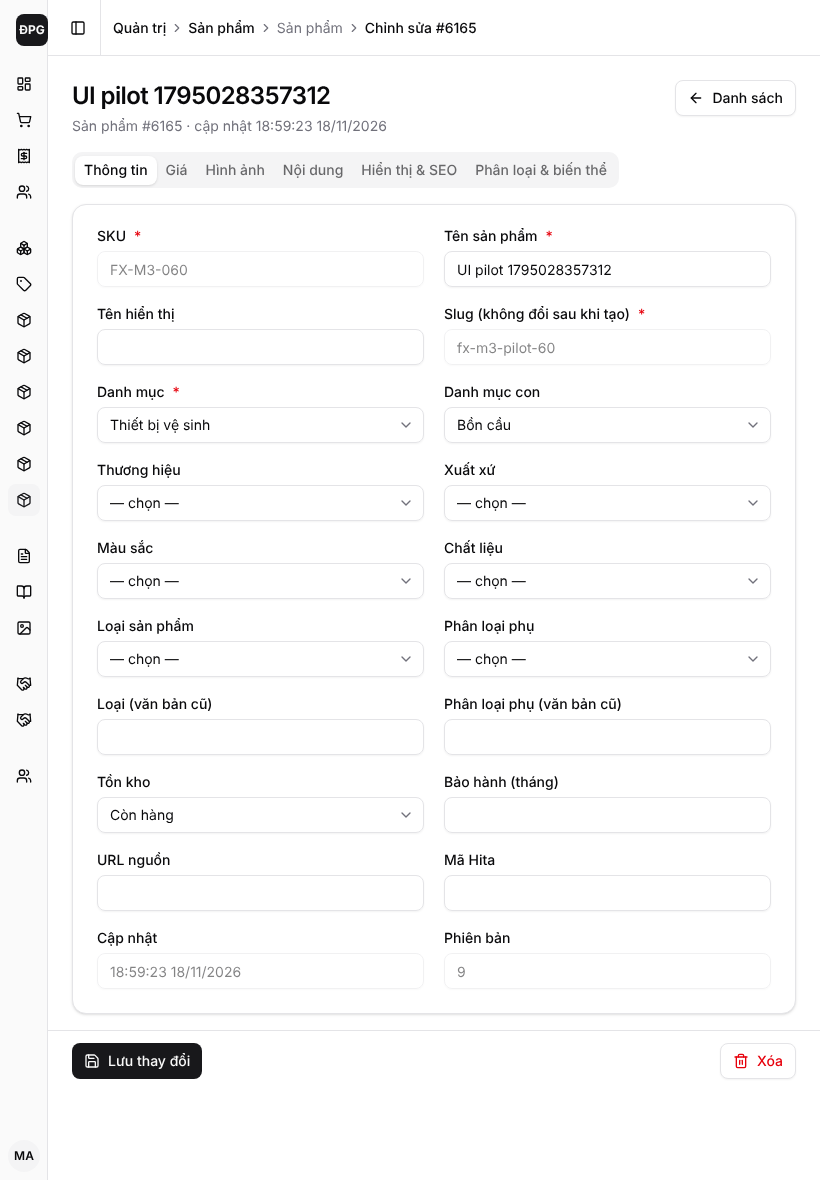 ĐPG
Quản trị > Sản phẩm > Sản phẩm > Chỉnh sửa #6165
UI pilot 1795028357312
Danh sách
Sản phẩm #6165 · cập nhật 18:59:23 18/11/2026
Thông tin Giá Hình ảnh Nội dung Hiển thị & SEO Phân loại & biến thể
SKU * Tên sản phẩm *
FX-M3-060 UI pilot 1795028357312
Tên hiển thị Slug (không đổi sau khi tạo) *
fx-m3-pilot-60
Danh mục * Danh mục con
Thiết bị vệ sinh Bồn cầu
Thương hiệu Xuất xứ
— chọn — — chọn —
Màu sắc Chất liệu
— chọn — — chọn —
Loại sản phẩm Phân loại phụ
— chọn — — chọn —
Loại (văn bản cũ) Phân loại phụ (văn bản cũ)
Tồn kho Bảo hành (tháng)
Còn hàng
URL nguồn Mã Hita
Cập nhật Phiên bản
18:59:23 18/11/2026 9
Lưu thay đổi Xóa
MA